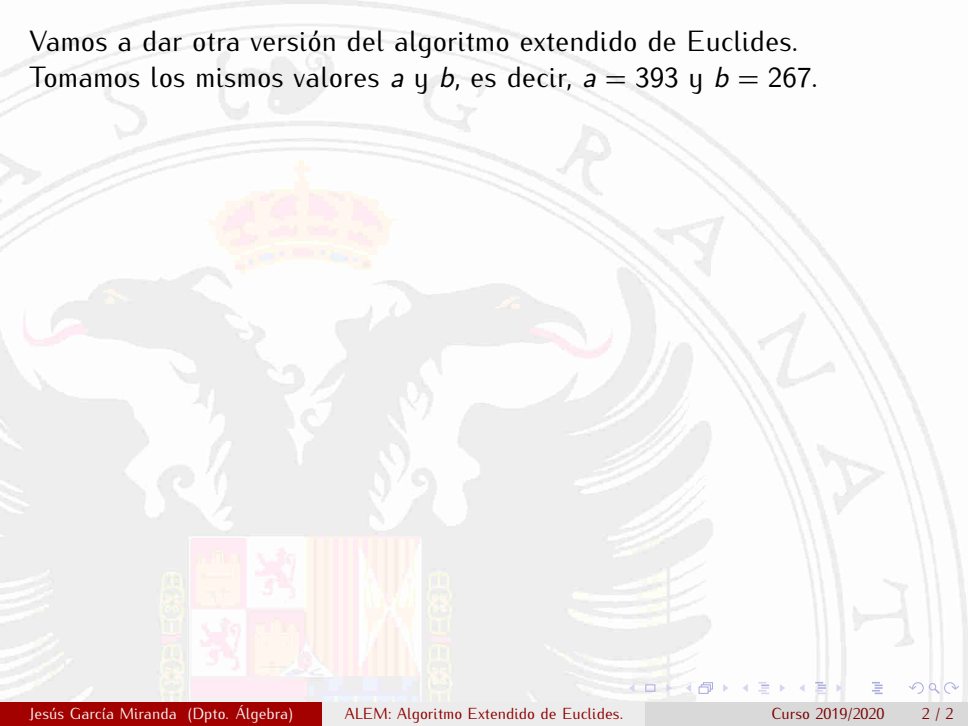 Vamos a dar otra versión del algoritmo extendido de Euclides.
Tomamos los mismos valores a y b, es decir, a = 393 y b = 267.
A S C G R A N A T
Jesús García Miranda (Dpto. Álgebra) ALEM: Algoritmo Extendido de Euclides. Curso 2019/2020 2 / 2